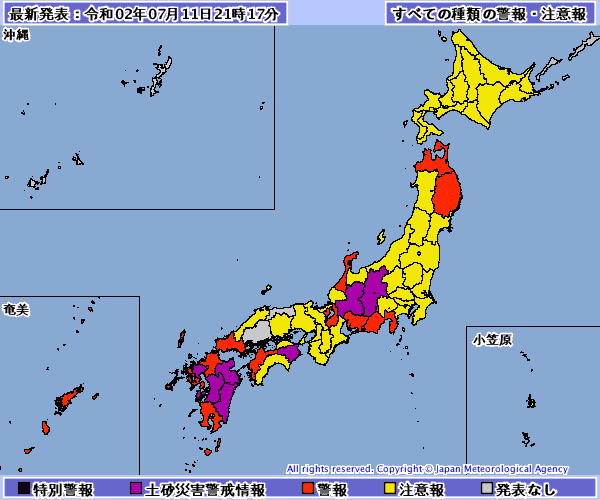 最新発表：令和02年07月11日21時17分
すべての種類の警報・注意報
沖縄
奄美
小笠原
All rights reserved. Copyright © Japan Meteorological Agency
特別警報 土砂災害警戒情報 警報 注意報 発表なし